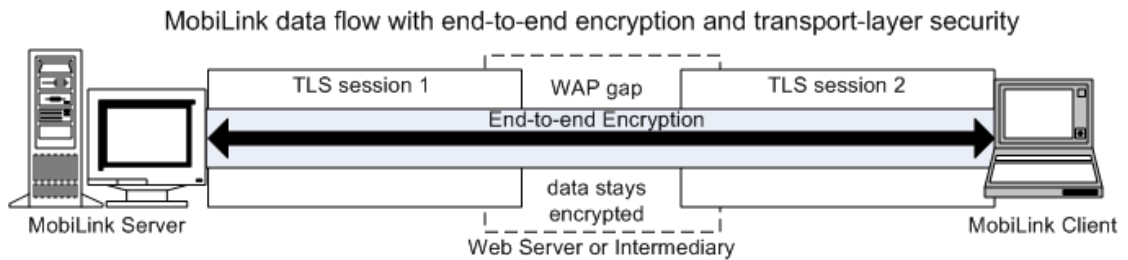 MobiLink data flow with end-to-end encryption and transport-layer security
TLS session 1
WAP gap
TLS session 2
End-to-end Encryption
data stays
encrypted
MobiLink Server
MobiLink Client
Web Server or Intermediary